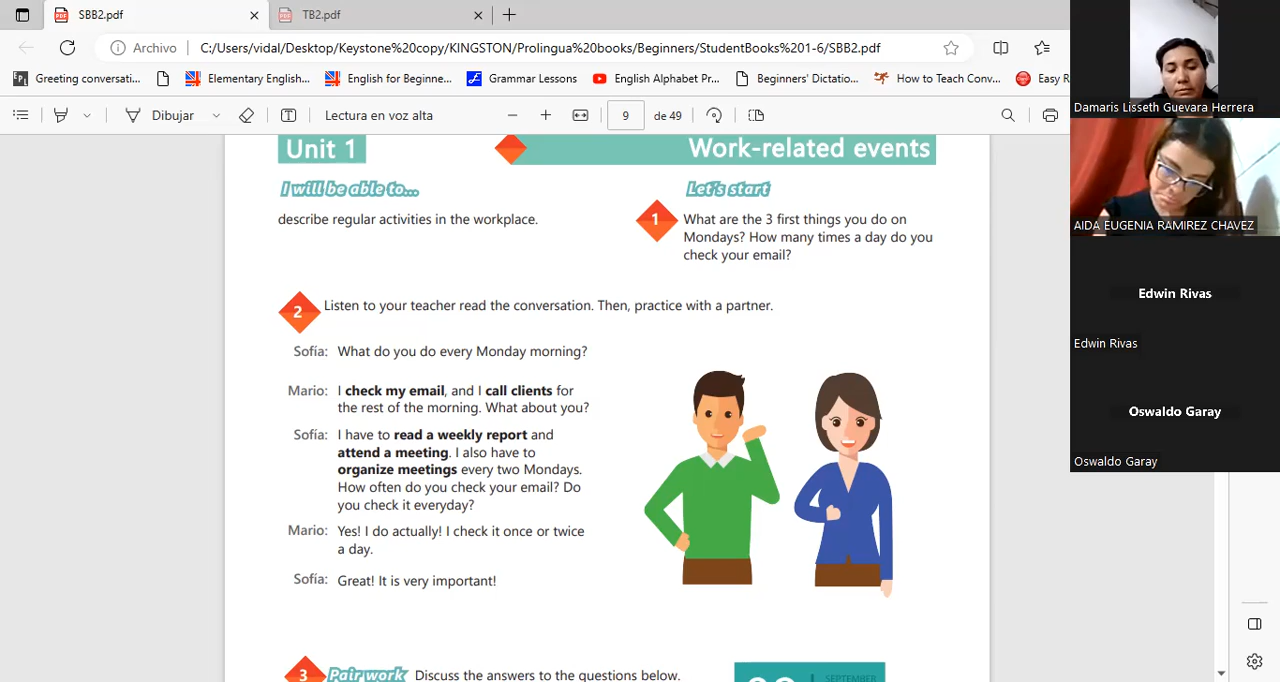 SBB2.pdf
TB2.pdf
Archivo
C:/Users/vidal/Desktop/Keystone%20copy/KINGSTON/Prolingua%20books/Beginners/StudentBooks%201-6/SBB2.pdf
Greeting conversati...
Elementary English...
English for Beginne...
Grammar Lessons
English Alphabet Pr...
Beginners' Dictatio...
How to Teach Conv...
Easy R
Dibujar
Lectura en voz alta
9
de 49
Unit 1
Work-related events
I will be able to...
Let's start
describe regular activities in the workplace.
1
What are the 3 first things you do on
Mondays? How many times a day do you
check your email?
2
Listen to your teacher read the conversation. Then, practice with a partner.
Sofía: What do you do every Monday morning?
Mario: I check my email, and I call clients for
the rest of the morning. What about you?
Sofía: I have to read a weekly report and
attend a meeting. I also have to
organize meetings every two Mondays.
How often do you check your email? Do
you check it everyday?
Mario: Yes! I do actually! I check it once or twice
a day.
Sofía: Great! It is very important!
3
Pair work
Discuss the answers to the questions below.
SEPTEMBER
Damaris Lisseth Guevara Herrera
AIDA EUGENIA RAMIREZ CHAVEZ
Edwin Rivas
Edwin Rivas
Oswaldo Garay
Oswaldo Garay